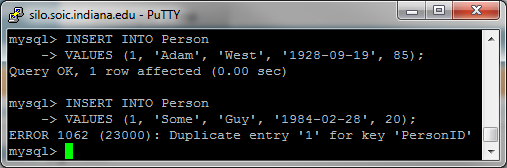 silo.soic.indiana.edu - PuTTY
mysql> INSERT INTO Person
    -> VALUES (1, 'Adam', 'West', '1928-09-19', 85);
Query OK, 1 row affected (0.00 sec)
mysql> INSERT INTO Person
    -> VALUES (1, 'Some', 'Guy', '1984-02-28', 20);
ERROR 1062 (23000): Duplicate entry '1' for key 'PersonID'
mysql>